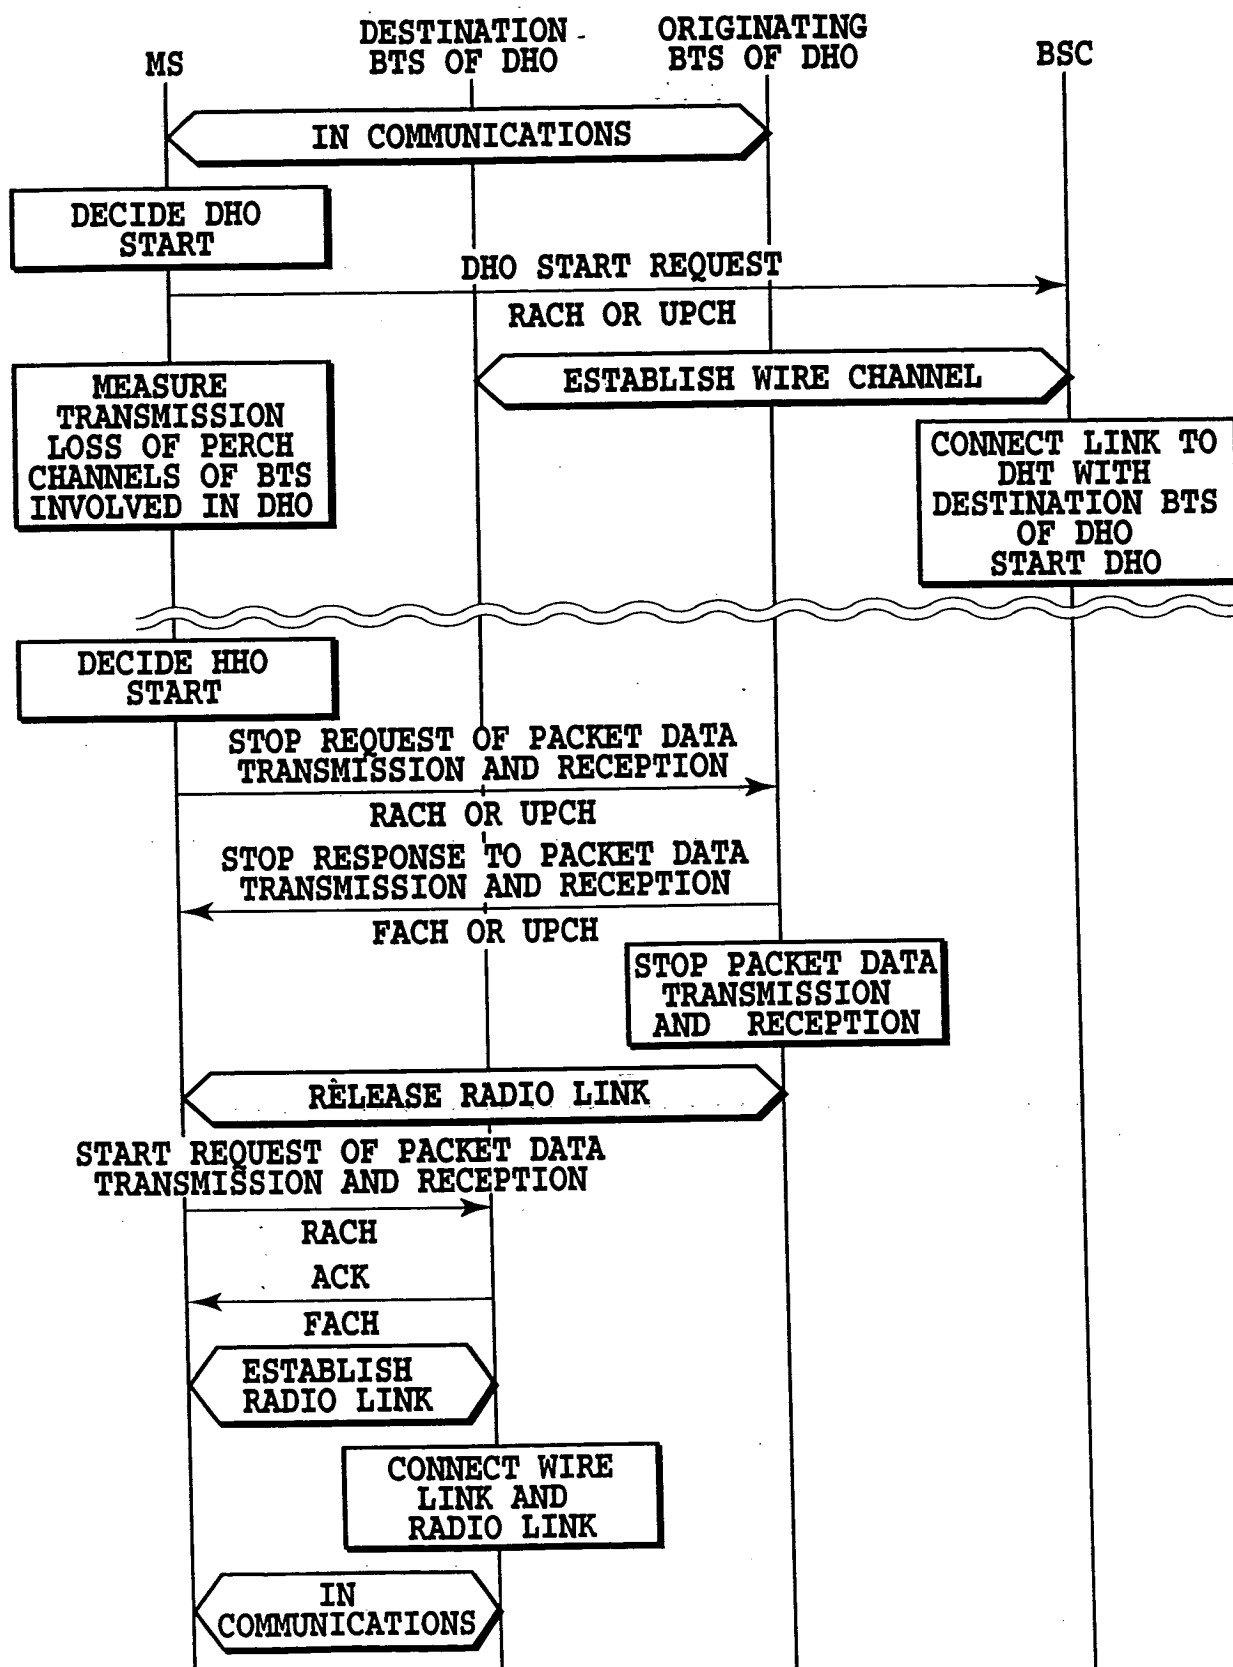 MS
DESTINATION
BTS OF DHO
ORIGINATING
BTS OF DHO
BSC
IN COMMUNICATIONS
DECIDE DHO
START
DHO START REQUEST
RACH OR UPCH
ESTABLISH WIRE CHANNEL
MEASURE
TRANSMISSION
LOSS OF PERCH
CHANNELS OF BTS
INVOLVED IN DHO
CONNECT LINK TO
DHT WITH
DESTINATION BTS
OF DHO
START DHO
DECIDE HHO
START
STOP REQUEST OF PACKET DATA
TRANSMISSION AND RECEPTION
RACH OR UPCH
STOP RESPONSE TO PACKET DATA
TRANSMISSION AND RECEPTION
FACH OR UPCH
STOP PACKET DATA
TRANSMISSION
AND RECEPTION
RELEASE RADIO LINK
START REQUEST OF PACKET DATA
TRANSMISSION AND RECEPTION
RACH
ACK
FACH
ESTABLISH
RADIO LINK
CONNECT WIRE
LINK AND
RADIO LINK
IN
COMMUNICATIONS